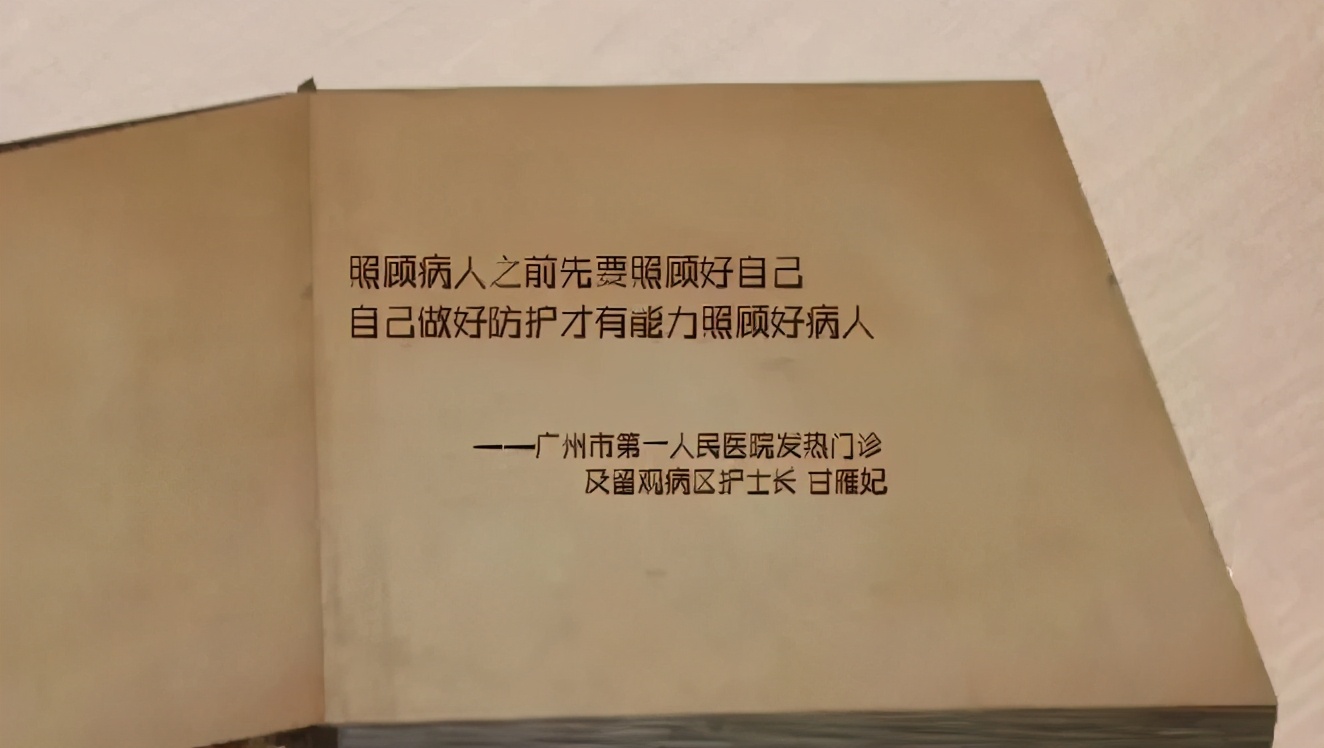 照顾病人之前先要照顾好自己
自己做好防护才有能力照顾好病人
——广州市第一人民医院发热门诊
及留观病区护士长 甘雁妃